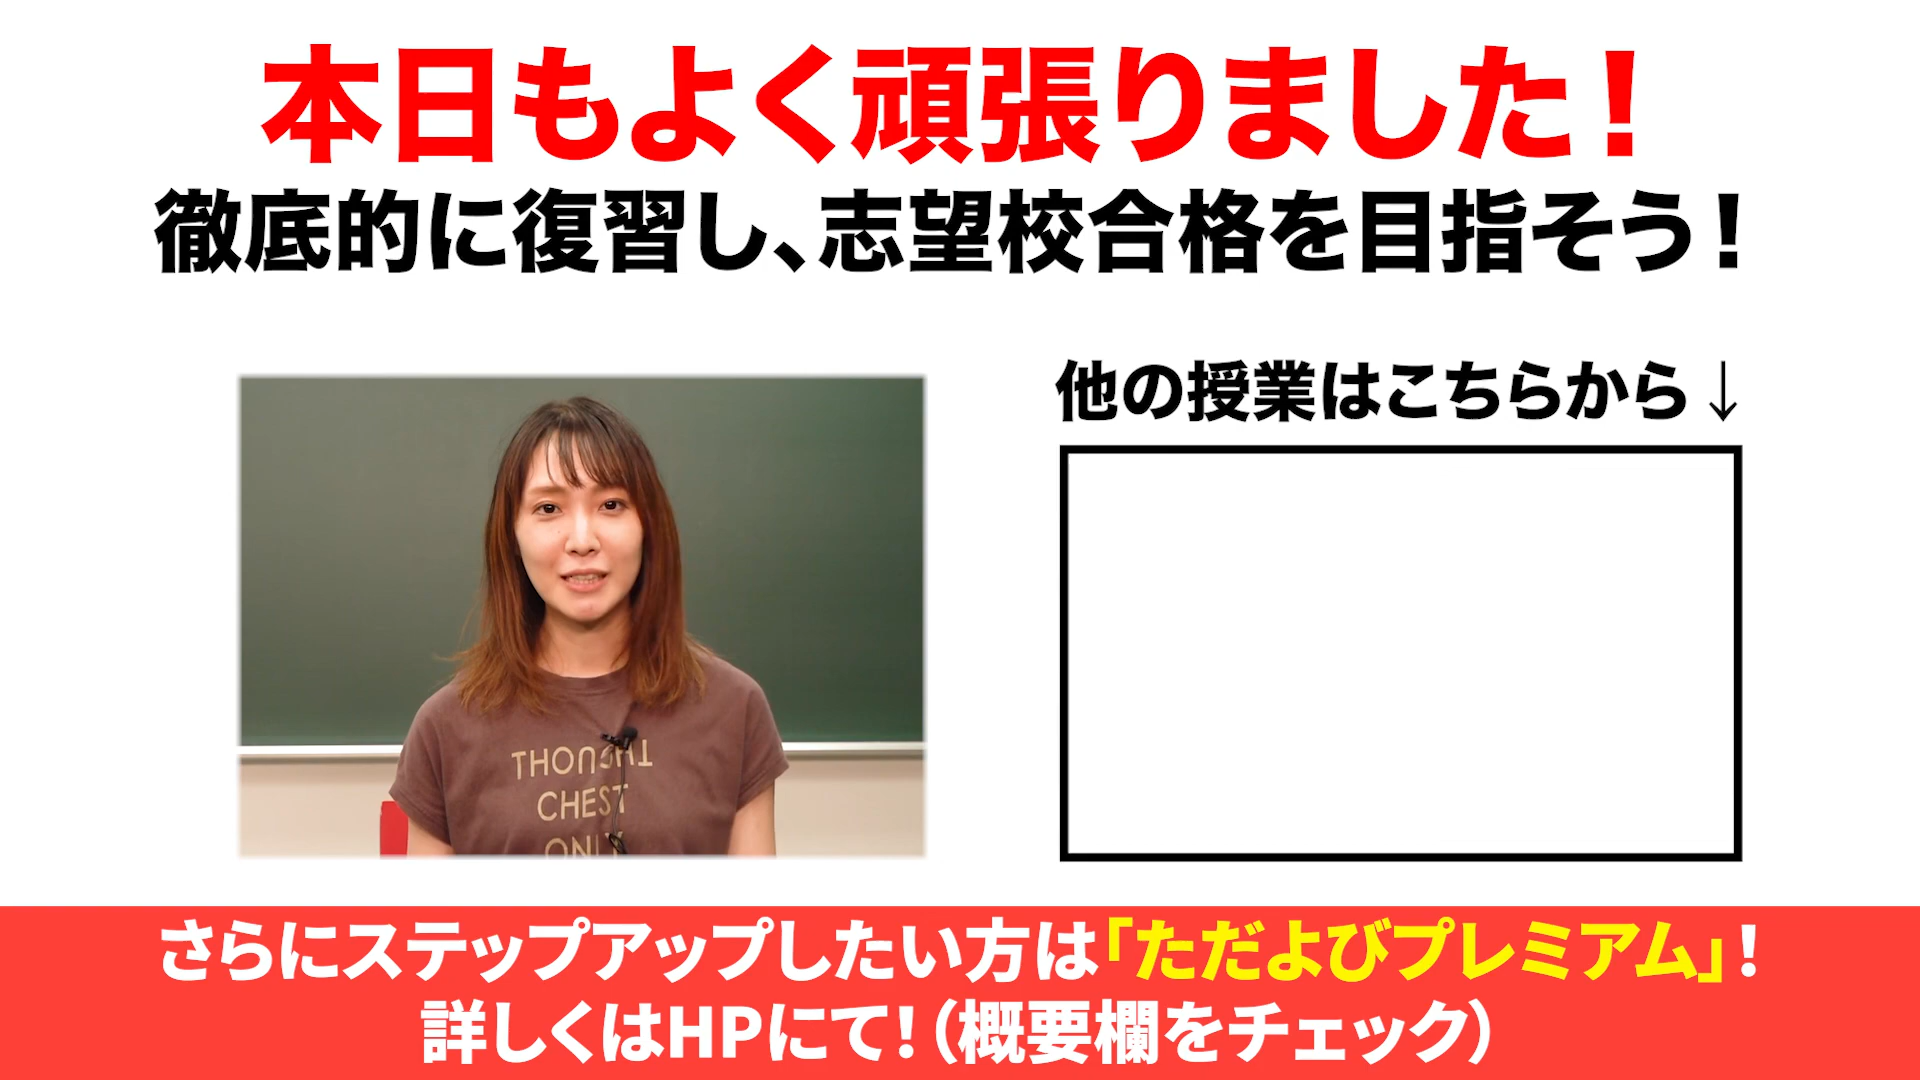 本日もよく頑張りました！
徹底的に復習し、志望校合格を目指そう！
他の授業はこちらから↓
THOUGHT
CHEST
ONLY
さらにステップアップしたい方は「ただよびプレミアム」！
詳しくはHPにて！（概要欄をチェック）